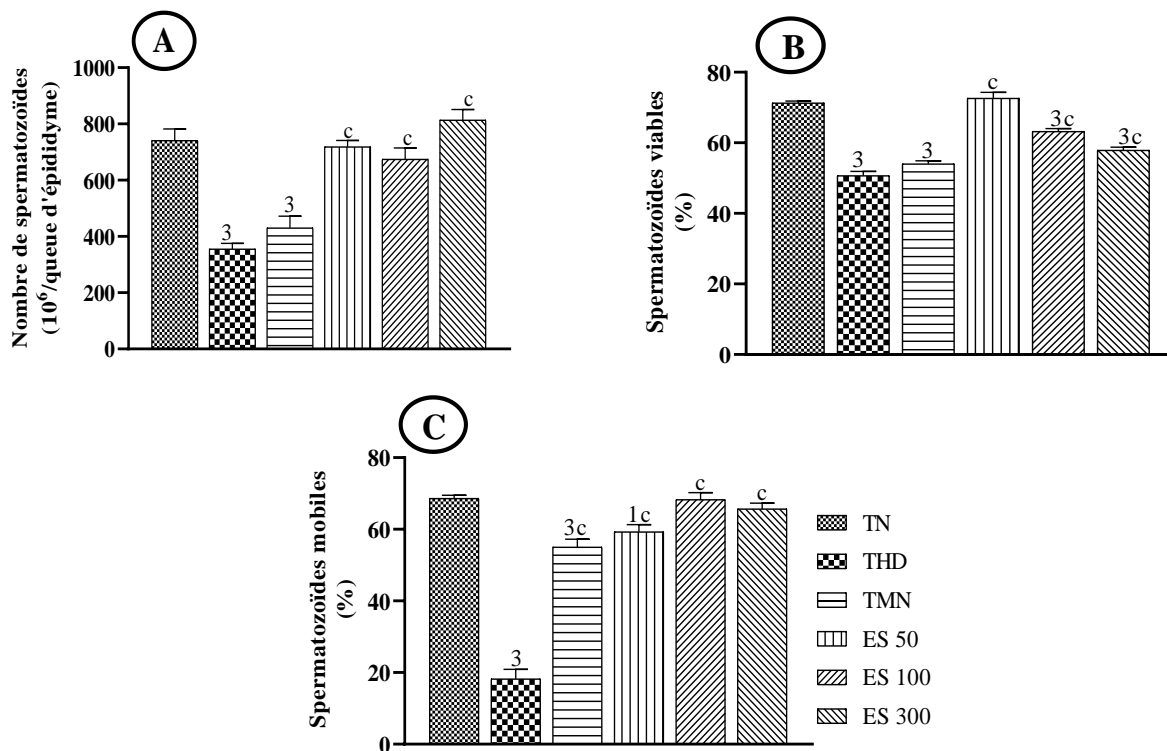 A
Nombre de spermatozoïdes
(10⁶/queue d'épididyme)
1000
800
600
400
200
0
3
3
c
c
c
B
Spermatozoïdes viables
(%)
80
60
40
20
0
3
3
c
3c
3c
C
Spermatozoïdes mobiles
(%)
80
60
40
20
0
3
3c
1c
c
c
TN
THD
TMN
ES 50
ES 100
ES 300